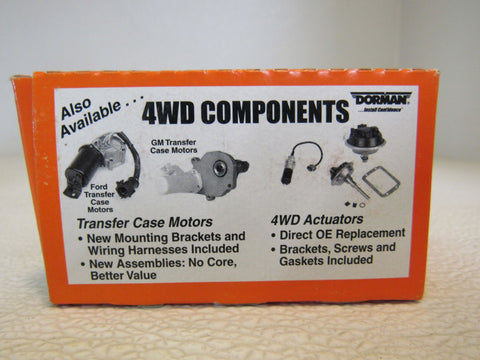 Also
Available...
4WD COMPONENTS
DORMAN®
...Install Confidence™
GM Transfer
Case Motors
Ford
Transfer
Case
Motors
Transfer Case Motors
• New Mounting Brackets and
Wiring Harnesses Included
• New Assemblies: No Core,
Better Value
4WD Actuators
• Direct OE Replacement
• Brackets, Screws and
Gaskets Included